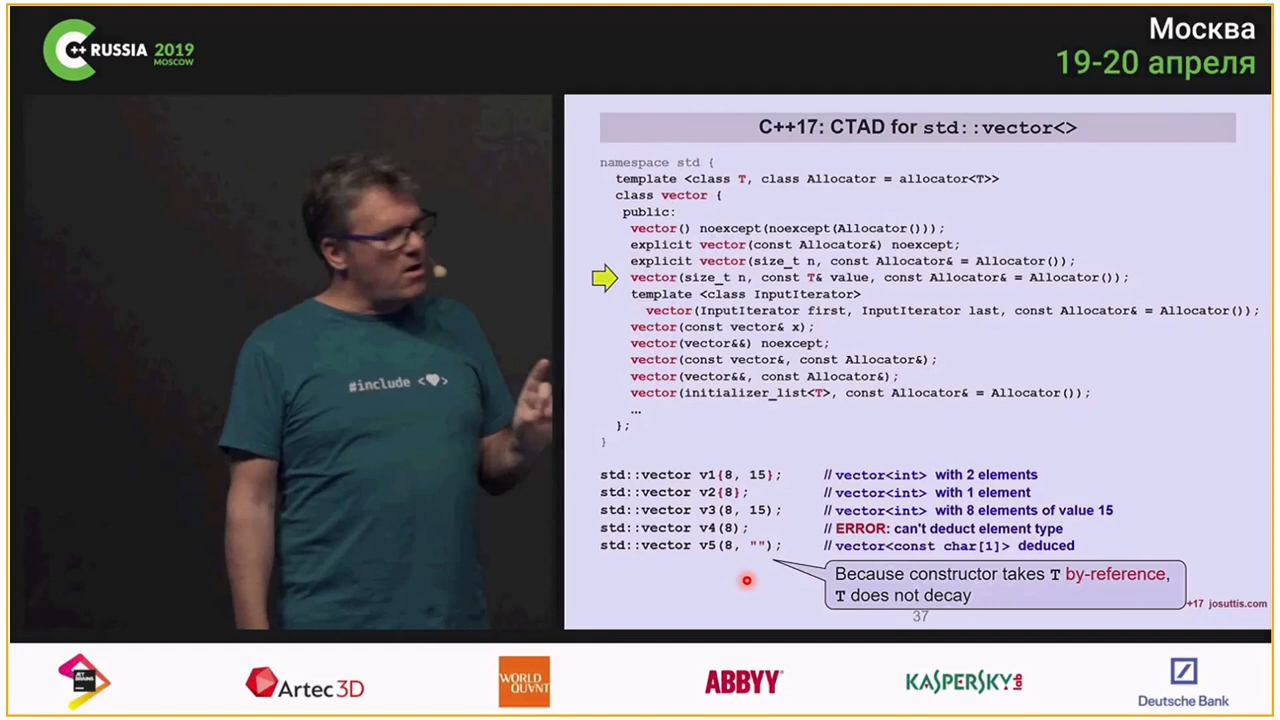 C++ RUSSIA 2019
MOSCOW
Москва
19-20 апреля
#include <♥>
C++17: CTAD for std::vector<>
namespace std {
template <class T, class Allocator = allocator<T>>
class vector {
public:
vector() noexcept(noexcept(Allocator()));
explicit vector(const Allocator&) noexcept;
explicit vector(size_t n, const Allocator& = Allocator());
vector(size_t n, const T& value, const Allocator& = Allocator());
template <class InputIterator>
vector(InputIterator first, InputIterator last, const Allocator& = Allocator());
vector(const vector& x);
vector(vector&&) noexcept;
vector(const vector&, const Allocator&);
vector(vector&&, const Allocator&);
vector(initializer_list<T>, const Allocator& = Allocator());
...
};
}
std::vector v1{8, 15}; // vector<int> with 2 elements
std::vector v2{8}; // vector<int> with 1 element
std::vector v3(8, 15); // vector<int> with 8 elements of value 15
std::vector v4(8); // ERROR: can't deduct element type
std::vector v5(8, ""); // vector<const char[1]> deduced
Because constructor takes T by-reference,
T does not decay
+17 josuttis.com
37
JET BRAINS
Artec3D
WORLD QUANT
ABBYY
KASPERSKY lab
Deutsche Bank